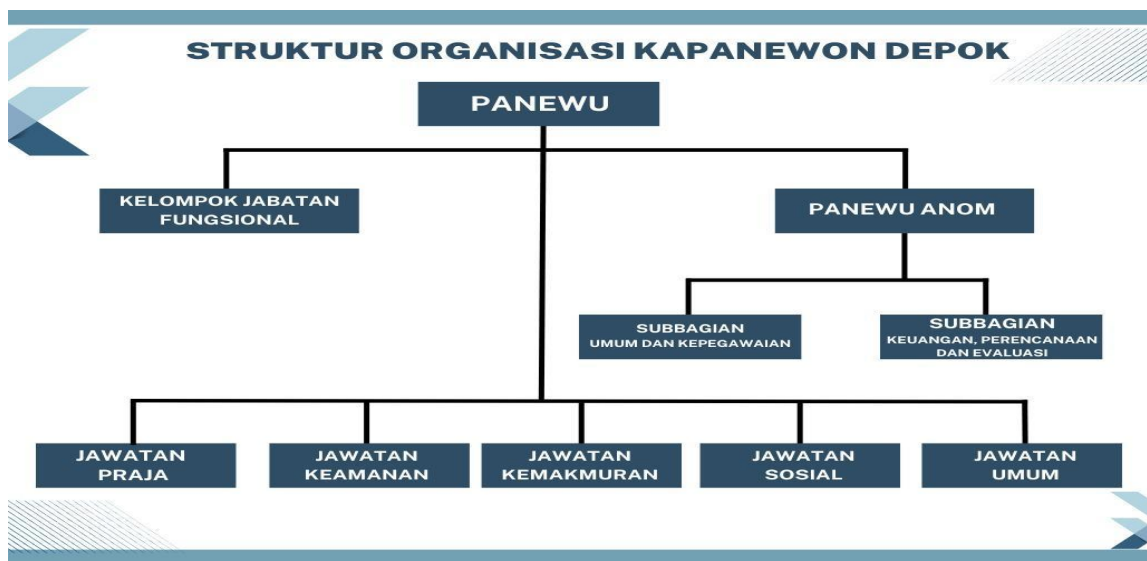 STRUKTUR ORGANISASI KAPANEWON DEPOK
PANEWU
KELOMPOK JABATAN
FUNGSIONAL
PANEWU ANOM
SUBBAGIAN
UMUM DAN KEPEGAWAIAN
SUBBAGIAN
KEUANGAN, PERENCANAAN
DAN EVALUASI
JAWATAN
PRAJA
JAWATAN
KEAMANAN
JAWATAN
KEMAKMURAN
JAWATAN
SOSIAL
JAWATAN
UMUM